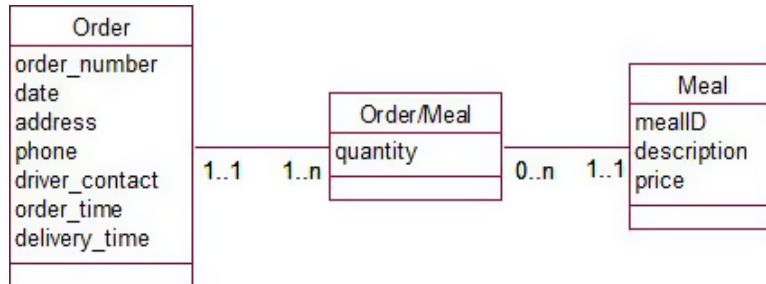 Order
order_number
date
address
phone
driver_contact
order_time
delivery_time
1..1
1..n
Order/Meal
quantity
0..n
1..1
Meal
mealID
description
price